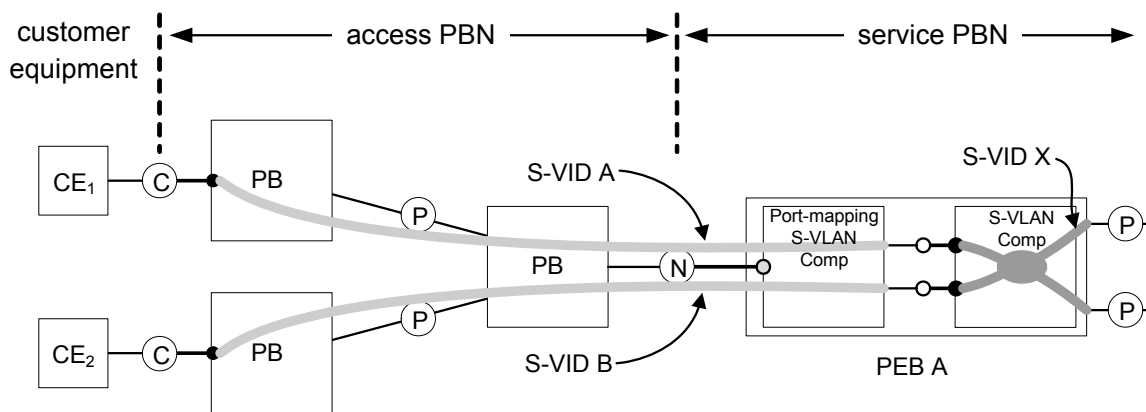 customer
equipment
access PBN
service PBN
S-VID A
S-VID X
CE1
C
PB
P
PB
N
Port-mapping
S-VLAN
Comp
S-VLAN
Comp
P
CE2
C
PB
P
P
S-VID B
PEB A